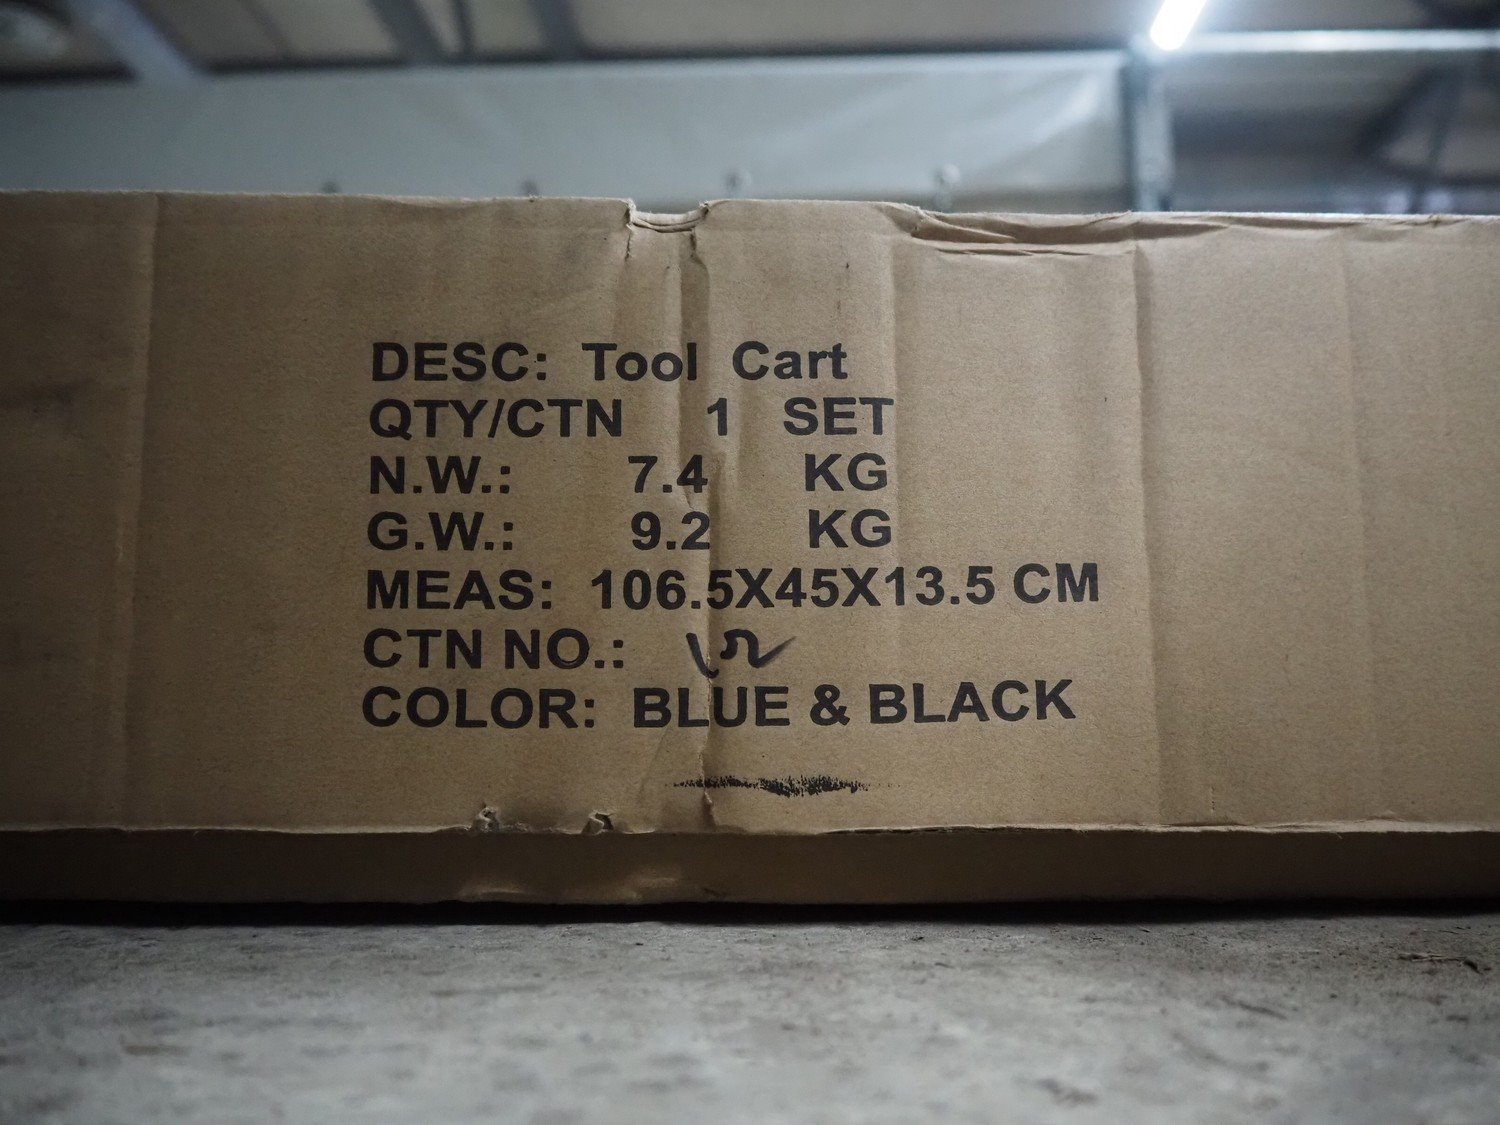 DESC: Tool Cart
QTY/CTN 1 SET
N.W.: 7.4 KG
G.W.: 9.2 KG
MEAS: 106.5X45X13.5 CM
CTN NO.:
COLOR: BLUE & BLACK